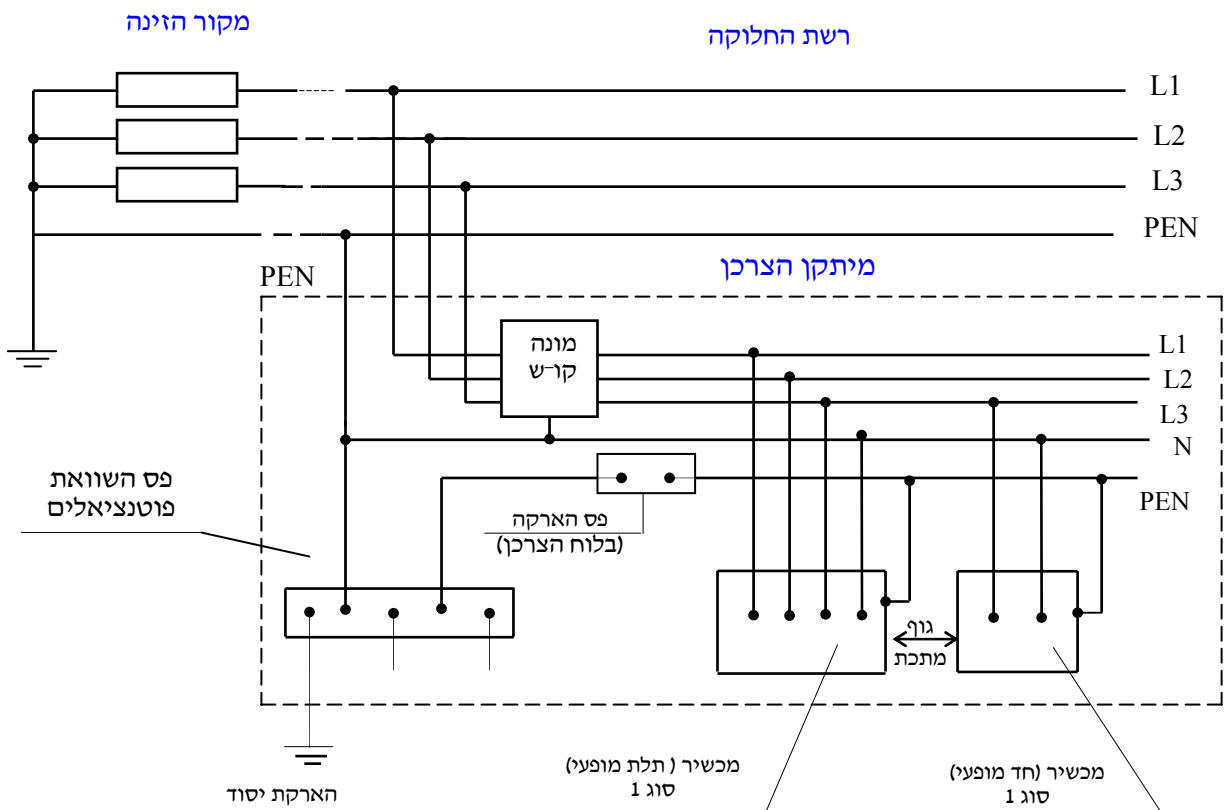 מקור הזינה
רשת החלוקה
L1
L2
L3
PEN
PEN
מיתקן הצרכן
מונה
קו-ש
L1
L2
L3
N
PEN
פס השוואת
פוטנציאלים
פס הארקה
(בלוח הצרכן)
גוף
מתכת
הארקת יסוד
מכשיר ( תלת מופעי)
סוג 1
מכשיר (חד מופעי)
סוג 1